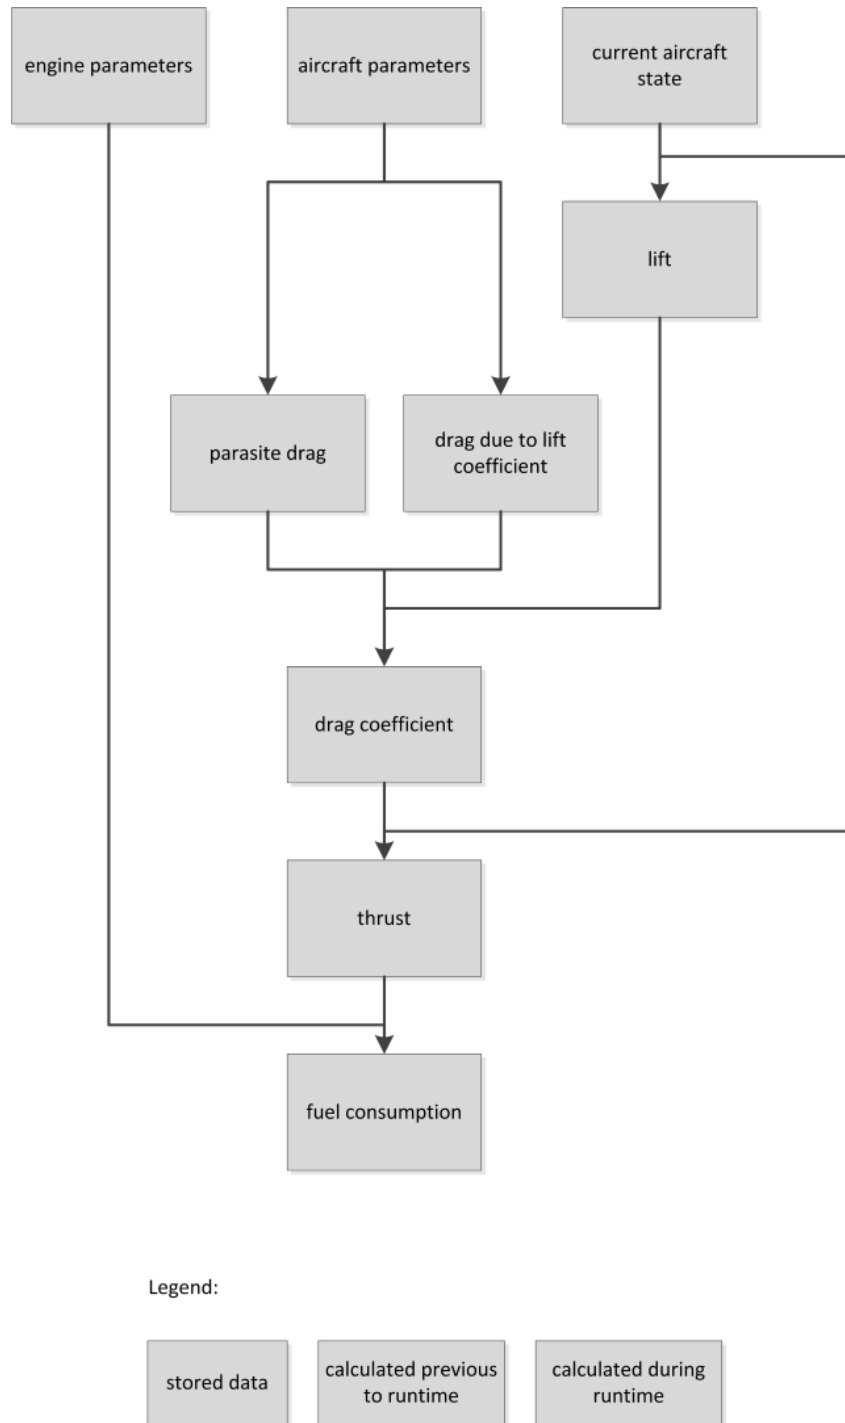 engine parameters
aircraft parameters
current aircraft
state
lift
parasite drag
drag due to lift
coefficient
drag coefficient
thrust
fuel consumption
Legend:
stored data
calculated previous
to runtime
calculated during
runtime